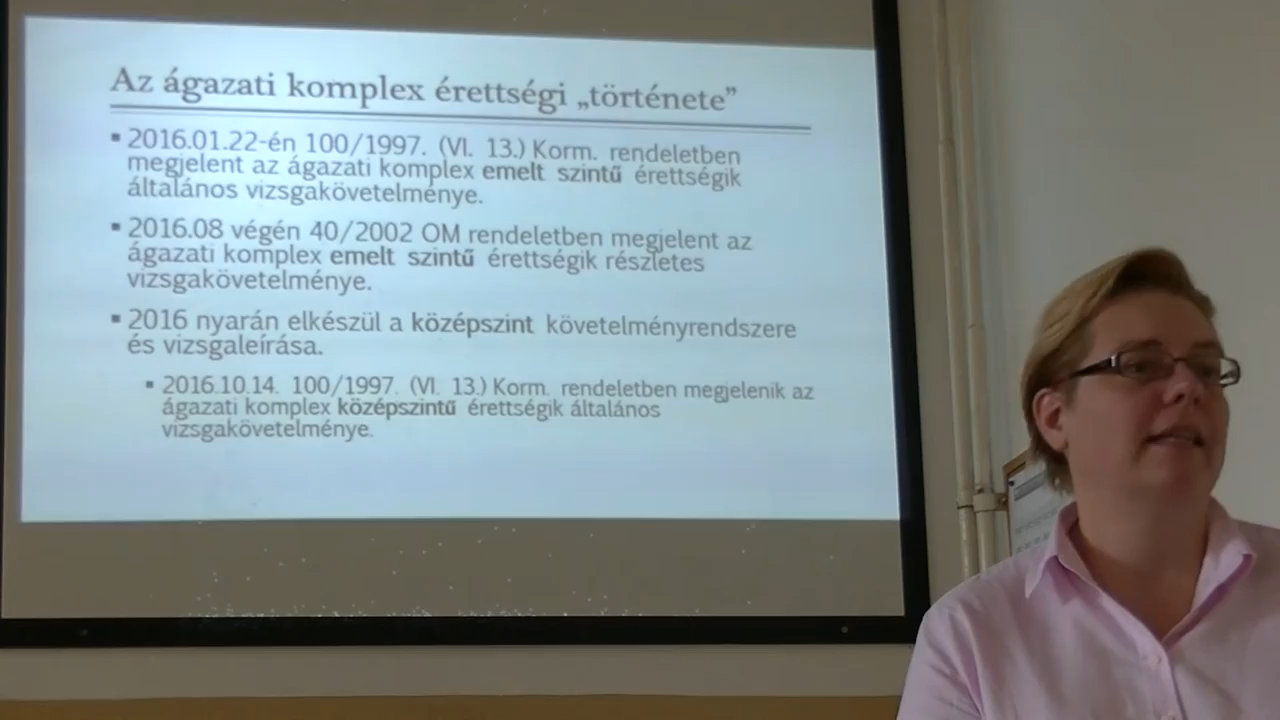 Az ágazati komplex érettségi „története”
▪ 2016.01.22-én 100/1997. (VI. 13.) Korm. rendeletben
megjelent az ágazati komplex emelt szintű érettségik
általános vizsgakövetelménye.
▪ 2016.08 végén 40/2002 OM rendeletben megjelent az
ágazati komplex emelt szintű érettségik részletes
vizsgakövetelménye.
▪ 2016 nyarán elkészül a középszint követelményrendszere
és vizsgaleírása.
▪ 2016.10.14. 100/1997. (VI. 13.) Korm. rendeletben megjelenik az
ágazati komplex középszintű érettségik általános
vizsgakövetelménye.